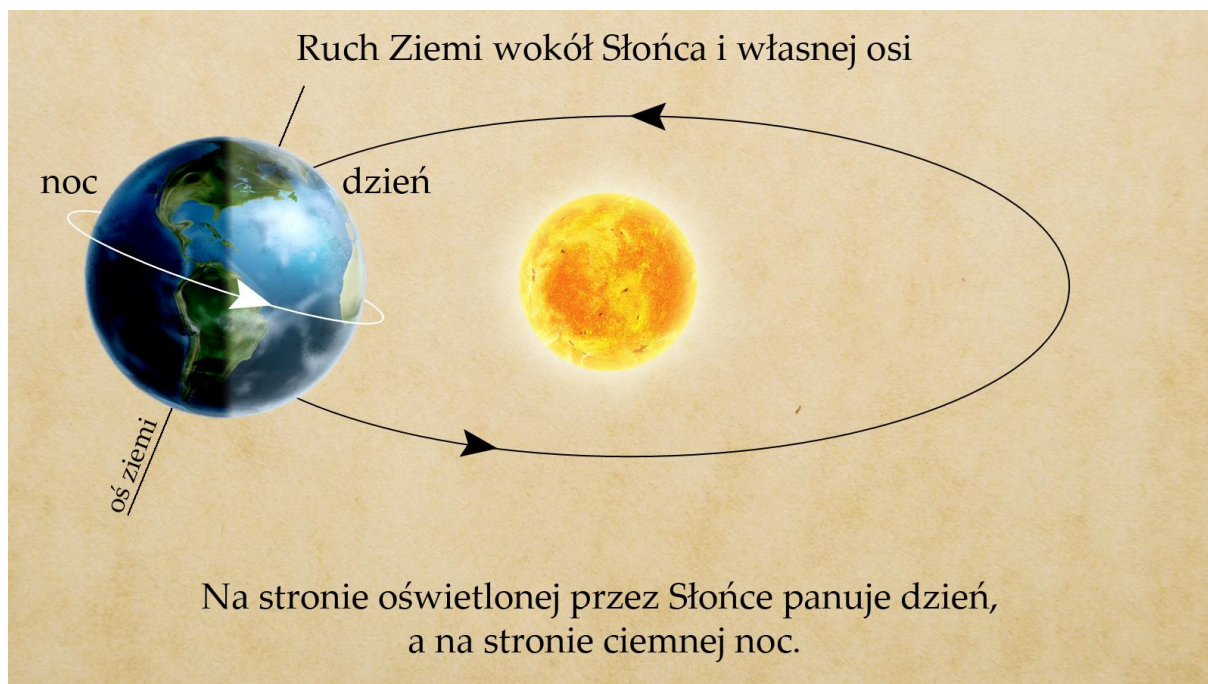 Ruch Ziemi wokół Słońca i własnej osi
noc
dzień
oś ziemi
Na stronie oświetlonej przez Słońce panuje dzień,
a na stronie ciemnej noc.